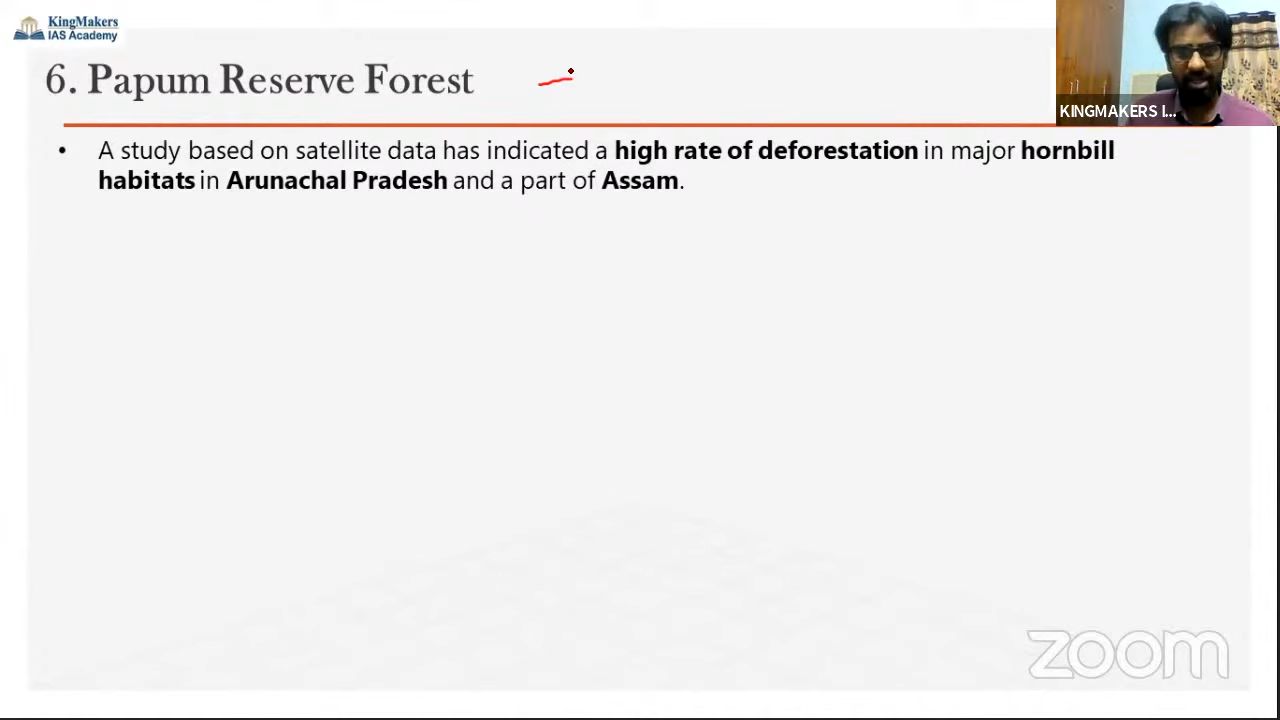 KingMakers
IAS Academy
6. Papum Reserve Forest
KINGMAKERS I...
• A study based on satellite data has indicated a high rate of deforestation in major hornbill
habitats in Arunachal Pradesh and a part of Assam.
zoom